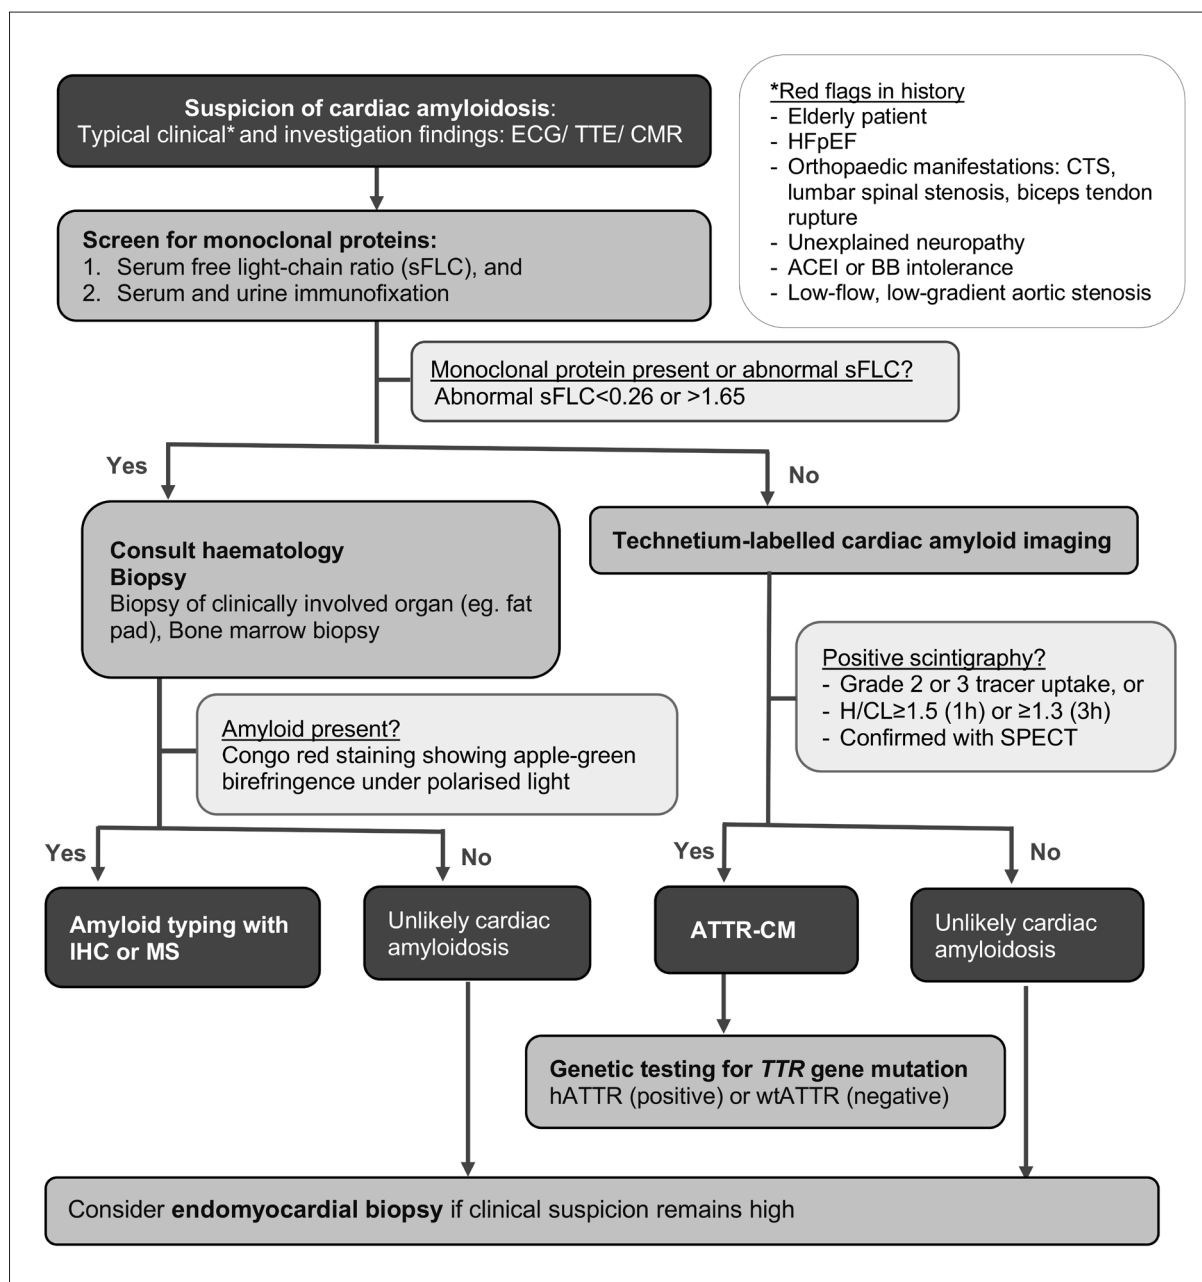 Suspicion of cardiac amyloidosis:
Typical clinical* and investigation findings: ECG/ TTE/ CMR
*Red flags in history
- Elderly patient
- HFpEF
- Orthopaedic manifestations: CTS,
lumbar spinal stenosis, biceps tendon
rupture
- Unexplained neuropathy
- ACEI or BB intolerance
- Low-flow, low-gradient aortic stenosis
Screen for monoclonal proteins:
1. Serum free light-chain ratio (sFLC), and
2. Serum and urine immunofixation
Monoclonal protein present or abnormal sFLC?
Abnormal sFLC<0.26 or >1.65
Yes
No
Consult haematology
Biopsy
Biopsy of clinically involved organ (eg. fat
pad), Bone marrow biopsy
Technetium-labelled cardiac amyloid imaging
Amyloid present?
Congo red staining showing apple-green
birefringence under polarised light
Positive scintigraphy?
- Grade 2 or 3 tracer uptake, or
- H/CL≥1.5 (1h) or ≥1.3 (3h)
- Confirmed with SPECT
Yes
No
Yes
No
Amyloid typing with
IHC or MS
Unlikely cardiac
amyloidosis
ATTR-CM
Unlikely cardiac
amyloidosis
Genetic testing for TTR gene mutation
hATTR (positive) or wtATTR (negative)
Consider endomyocardial biopsy if clinical suspicion remains high